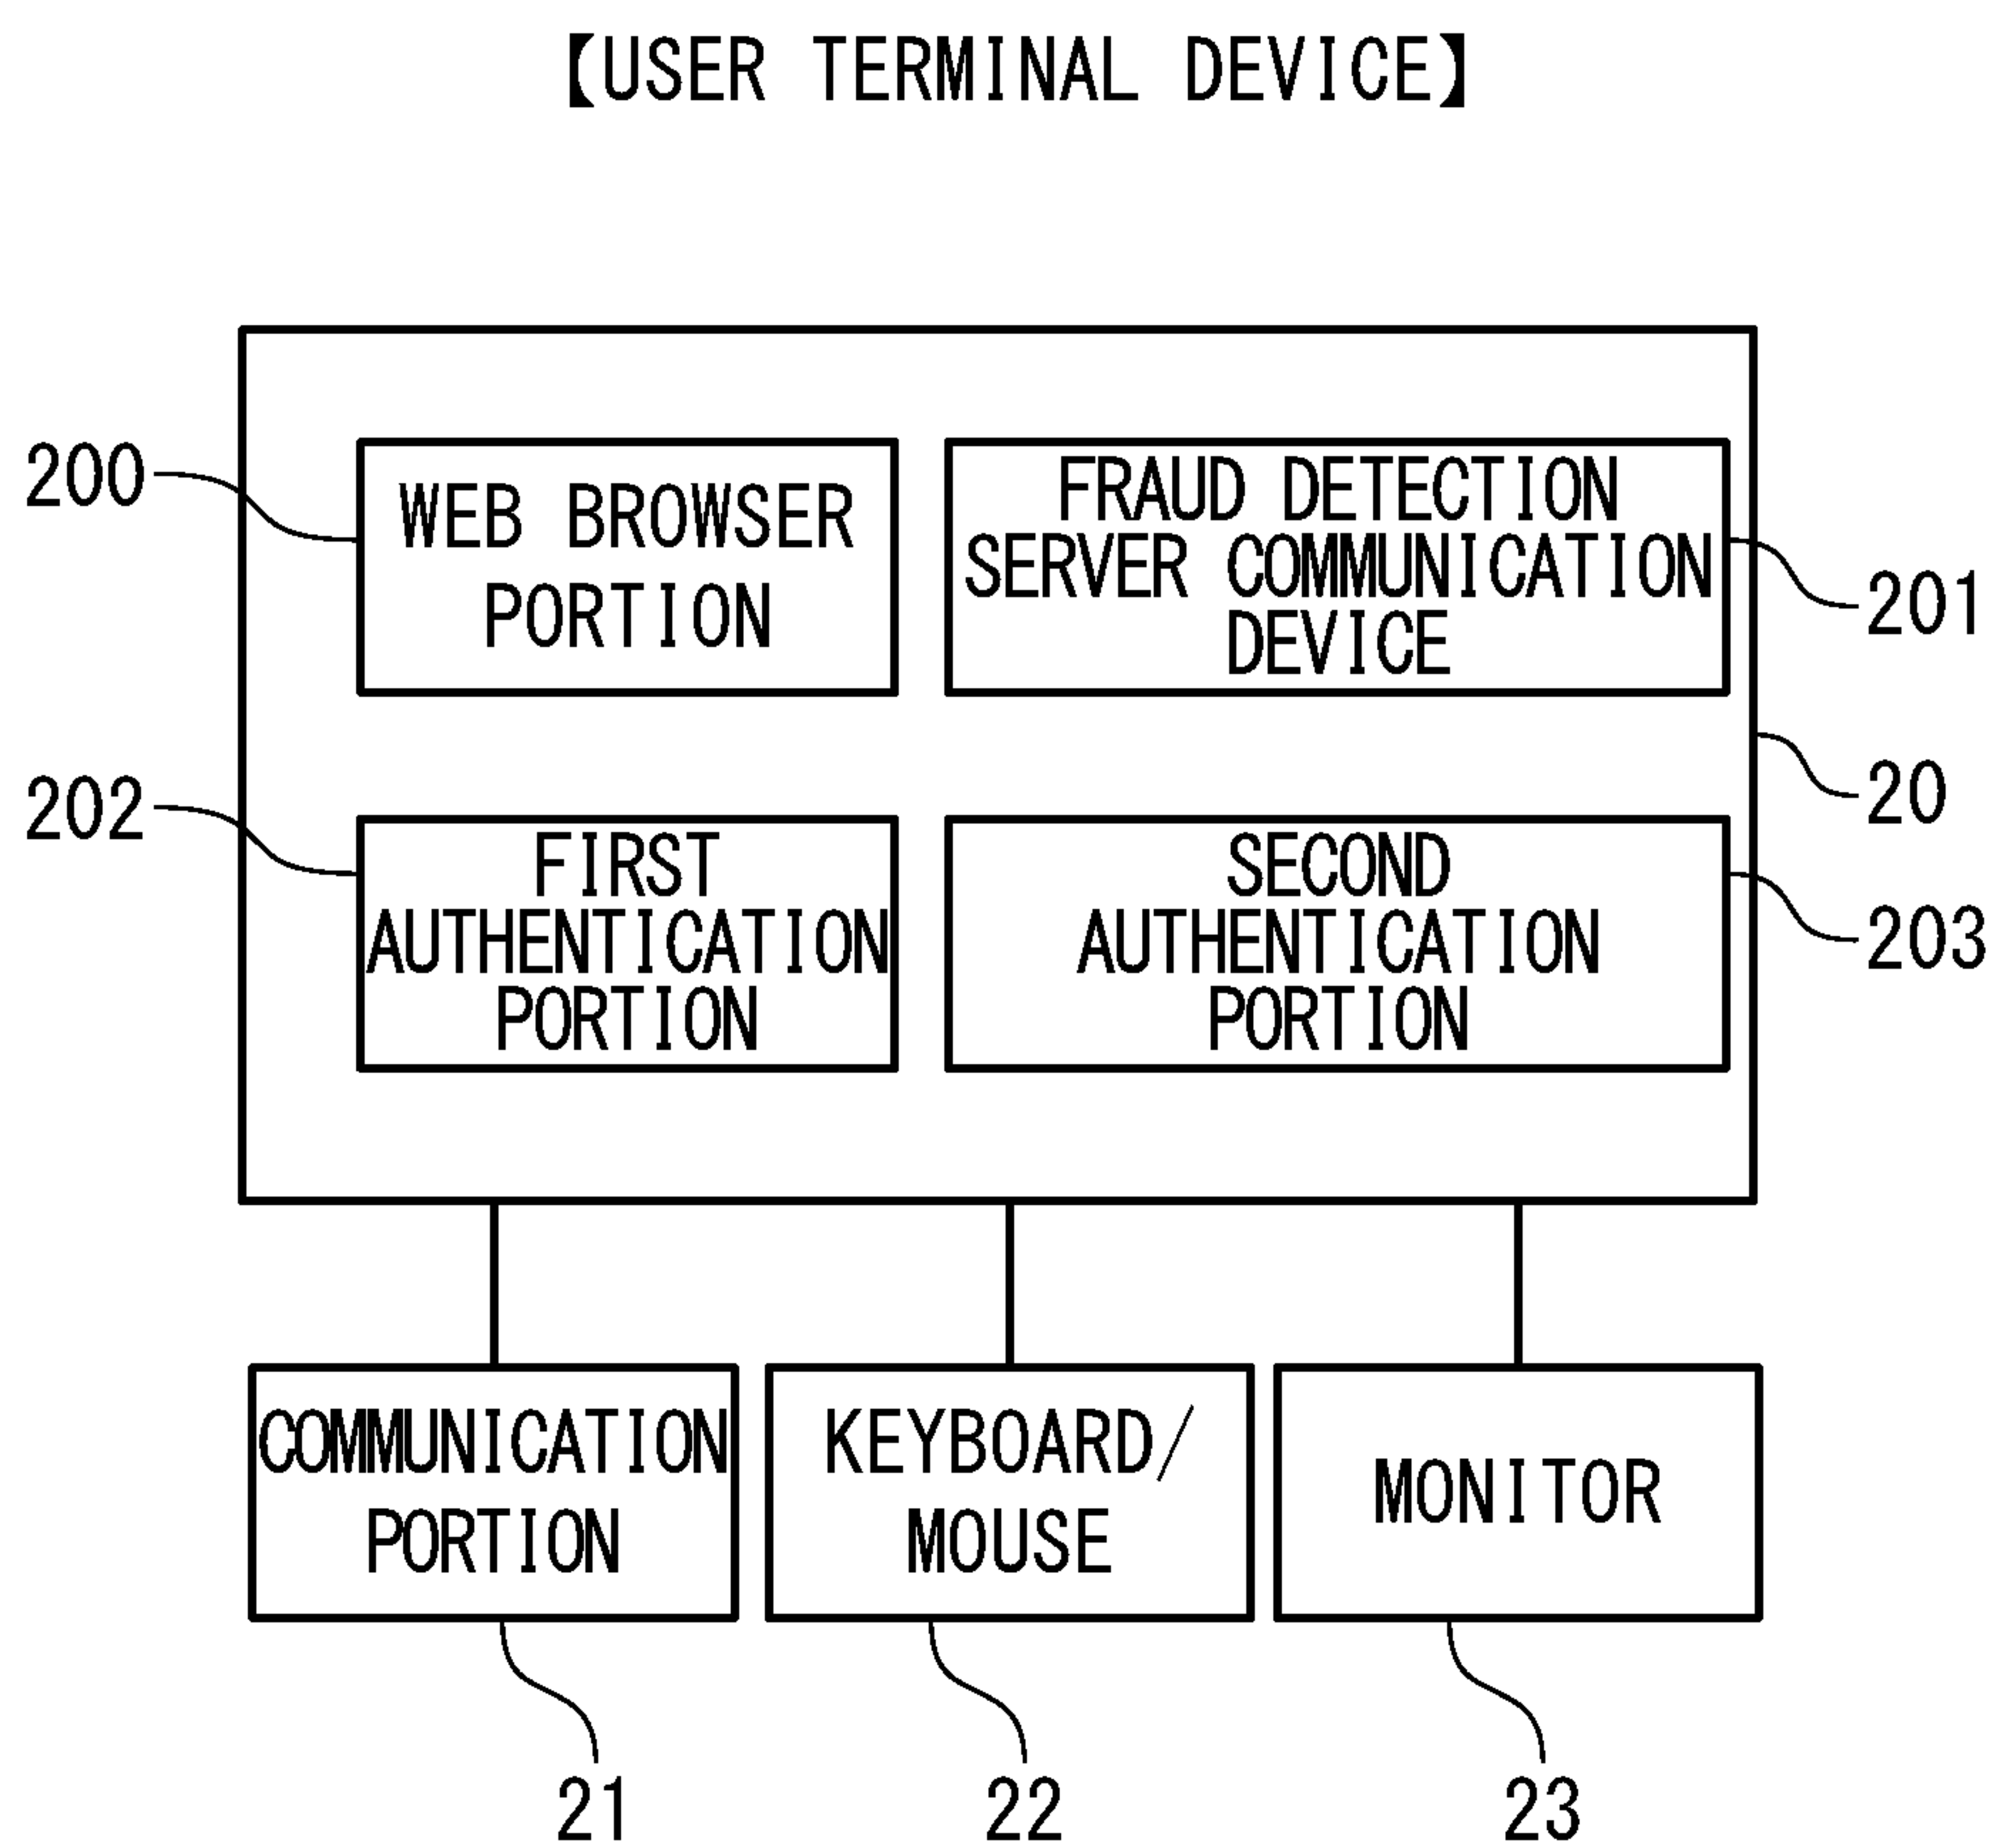 【USER TERMINAL DEVICE】
200
WEB BROWSER
PORTION
FRAUD DETECTION
SERVER COMMUNICATION
DEVICE
201
20
202
FIRST
AUTHENTICATION
PORTION
SECOND
AUTHENTICATION
PORTION
203
COMMUNICATION
PORTION
KEYBOARD/
MOUSE
MONITOR
21
22
23